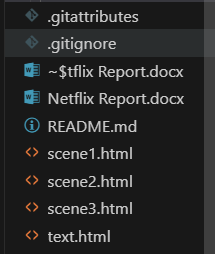 .gitattributes
.gitignore
~$tflix Report.docx
Netflix Report.docx
README.md
scene1.html
scene2.html
scene3.html
text.html